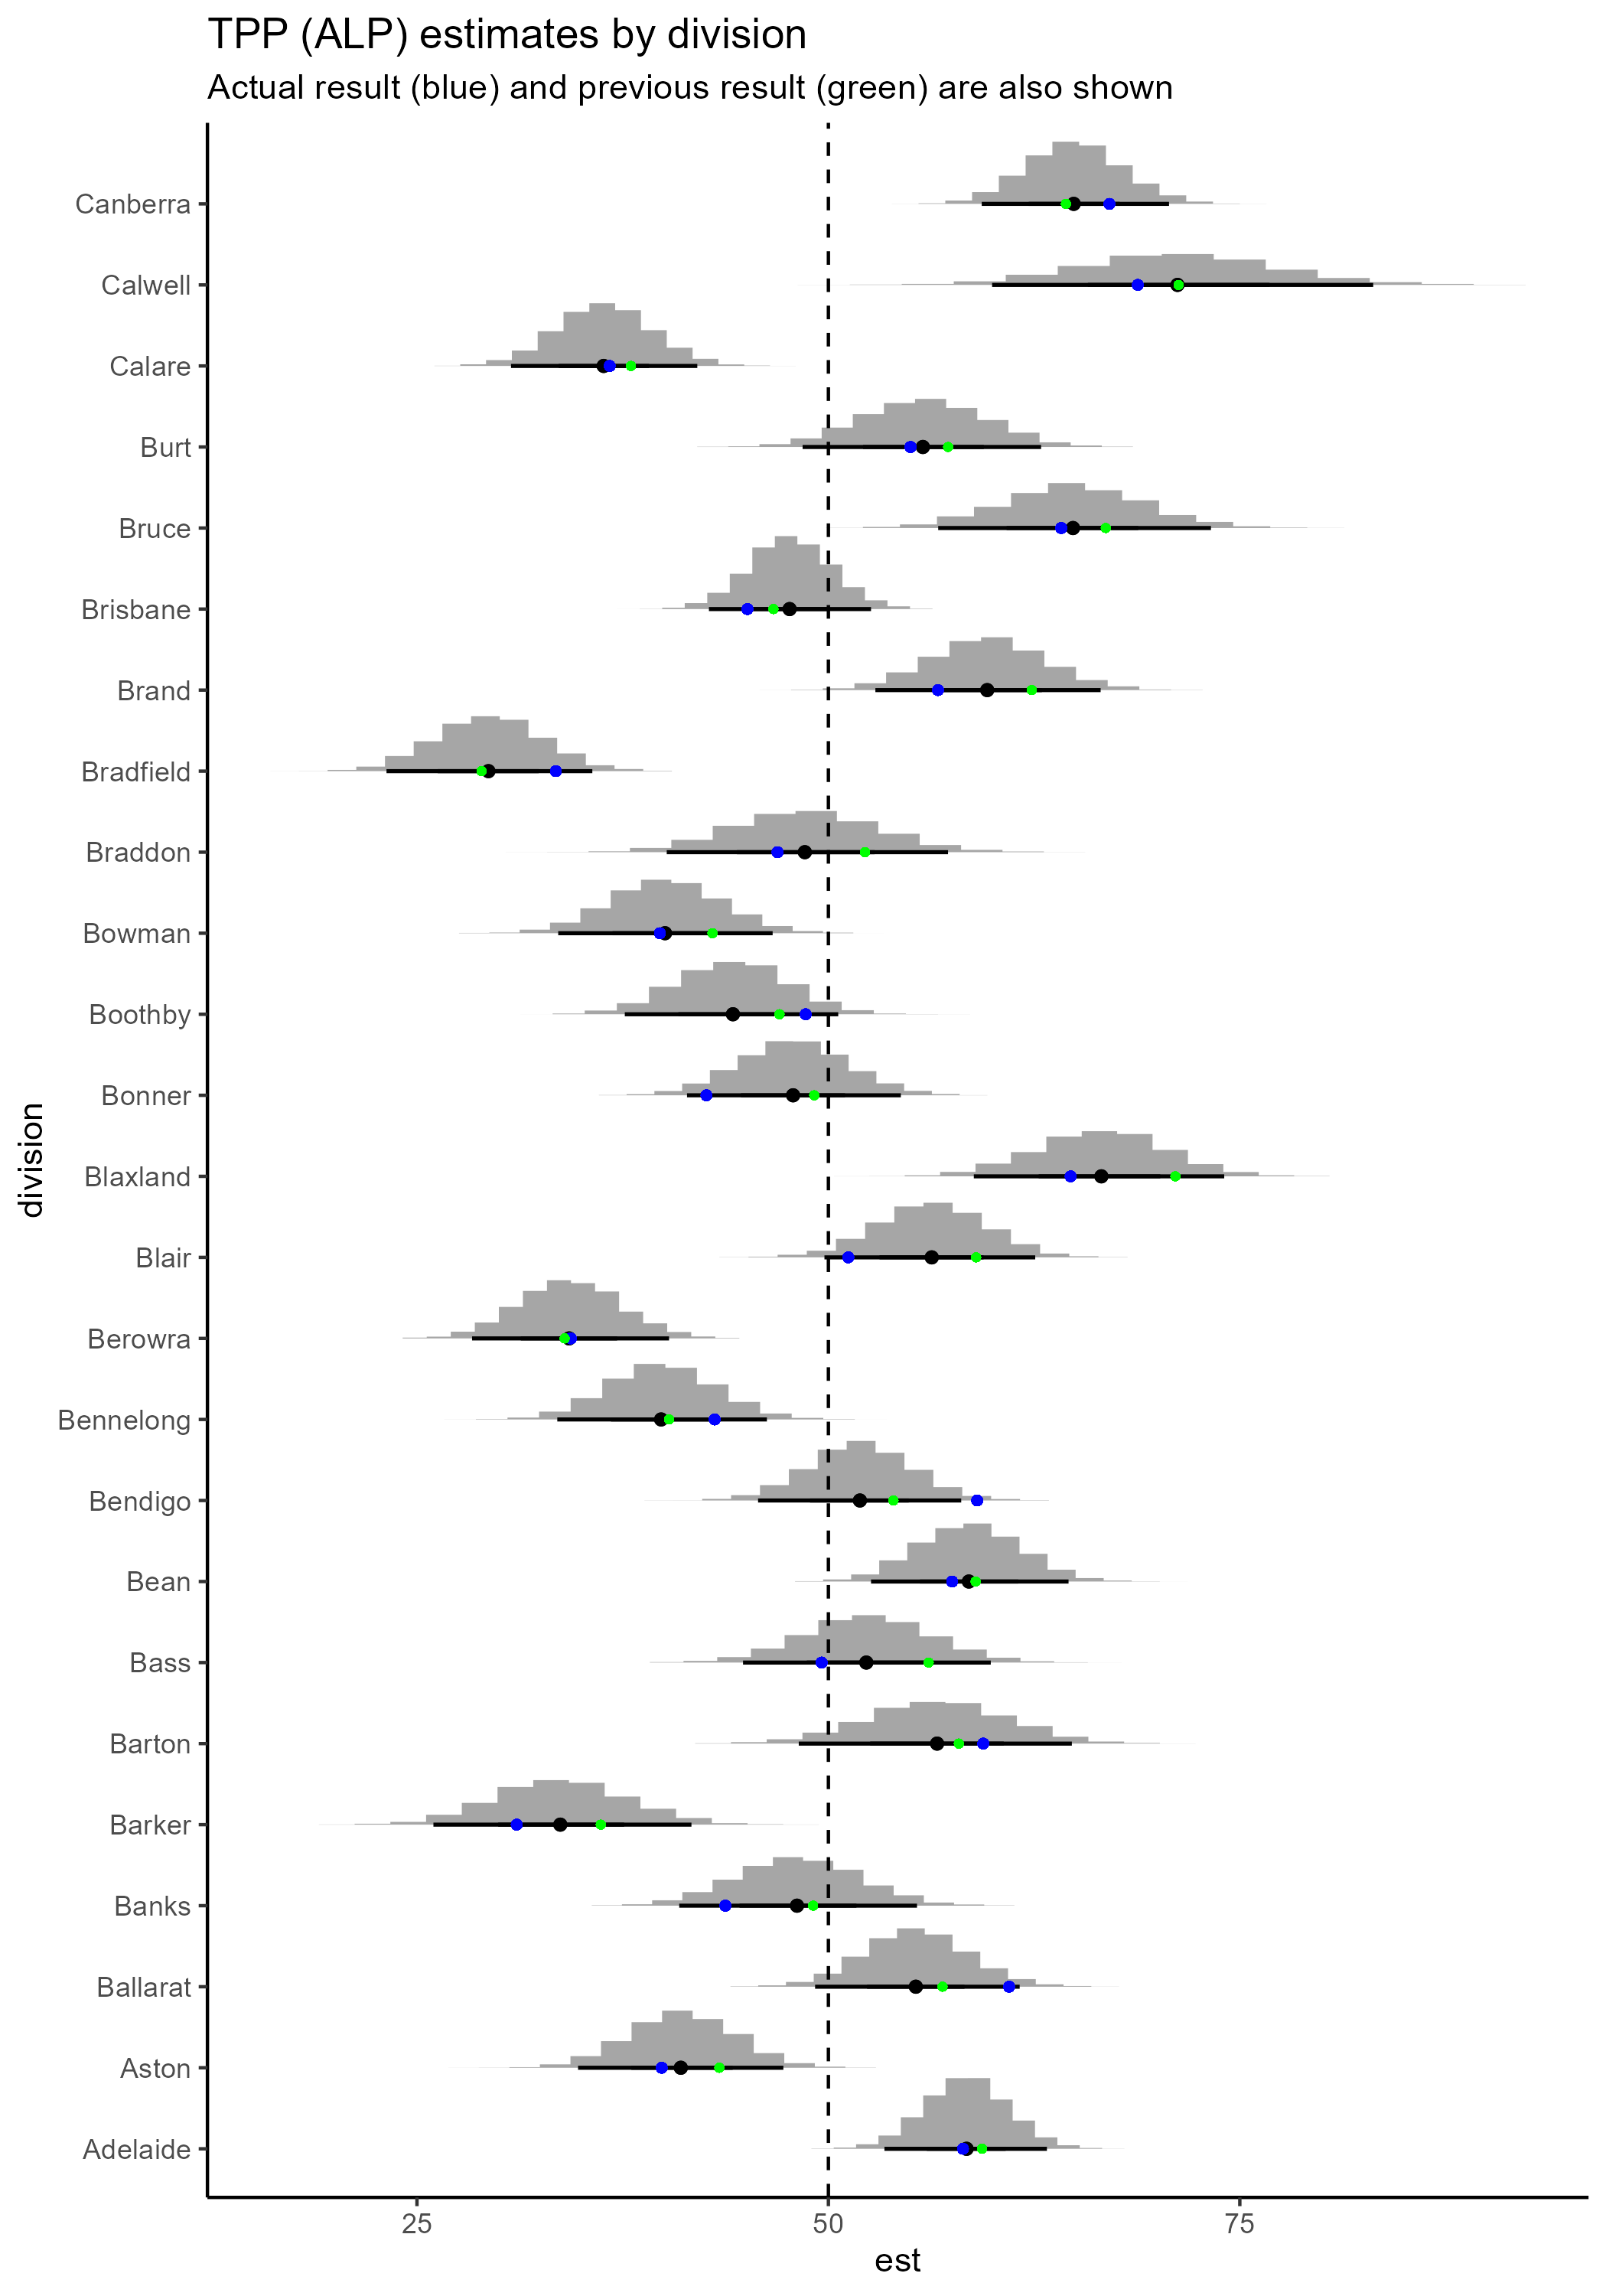 TPP (ALP) estimates by division
Actual result (blue) and previous result (green) are also shown
Canberra
Calwell
Calare
Burt
Bruce
Brisbane
Brand
Bradfield
Braddon
Bowman
Boothby
Bonner
Blaxland
Blair
Berowra
Bennelong
Bendigo
Bean
Bass
Barton
Barker
Banks
Ballarat
Aston
Adelaide
division
25
50
75
est